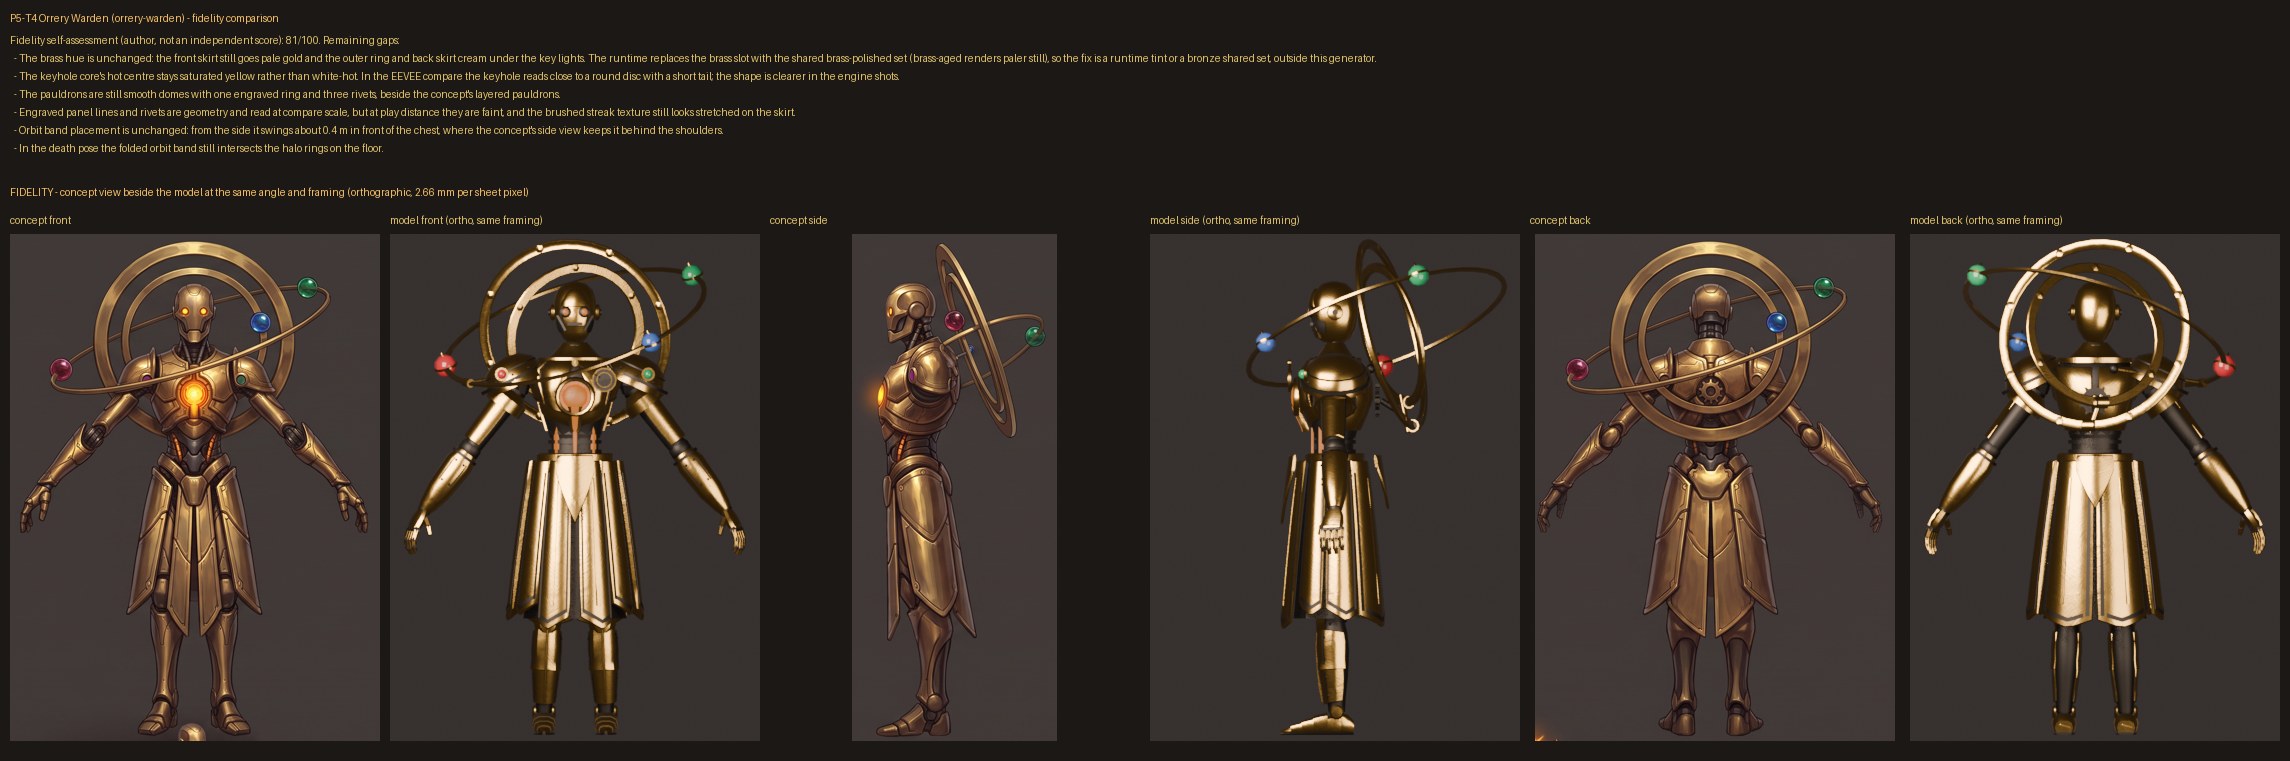 P5-T4 Orrery Warden (orrery-warden) - fidelity comparison
Fidelity self-assessment (author, not an independent score): 81/100. Remaining gaps:
- The brass hue is unchanged: the front skirt still goes pale gold and the outer ring and back skirt cream under the key lights. The runtime replaces the brass slot with the shared brass-polished set (brass-aged renders paler still), so the fix is a runtime tint or a bronze shared set, outside this generator.
- The keyhole core's hot centre stays saturated yellow rather than white-hot. In the EEVEE compare the keyhole reads close to a round disc with a short tail; the shape is clearer in the engine shots.
- The pauldrons are still smooth domes with one engraved ring and three rivets, beside the concept's layered pauldrons.
- Engraved panel lines and rivets are geometry and read at compare scale, but at play distance they are faint, and the brushed streak texture still looks stretched on the skirt.
- Orbit band placement is unchanged: from the side it swings about 0.4 m in front of the chest, where the concept's side view keeps it behind the shoulders.
- In the death pose the folded orbit band still intersects the halo rings on the floor.
FIDELITY - concept view beside the model at the same angle and framing (orthographic, 2.66 mm per sheet pixel)
concept front
model front (ortho, same framing)
concept side
model side (ortho, same framing)
concept back
model back (ortho, same framing)